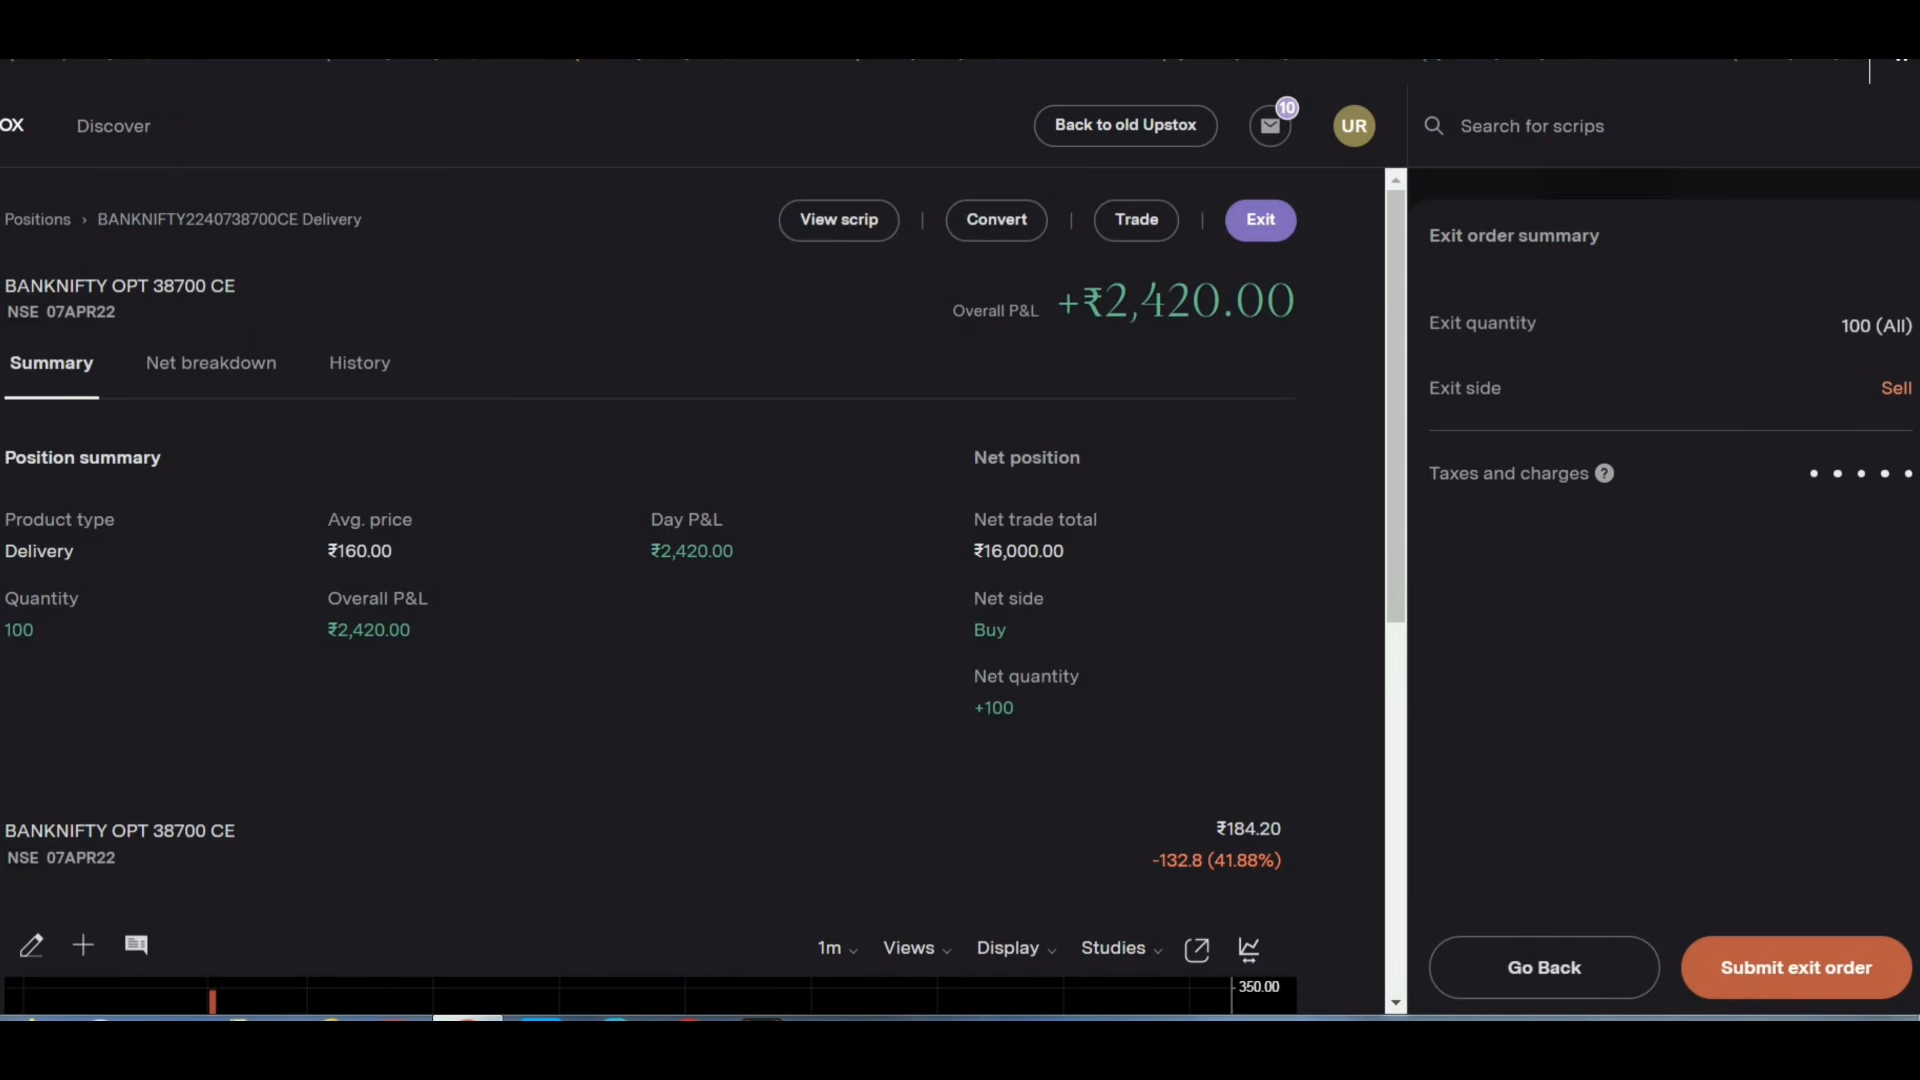 OX
Discover
Back to old Upstox
10
UR
Search for scrips
Positions › BANKNIFTY2240738700CE Delivery
View scrip | Convert | Trade | Exit
BANKNIFTY OPT 38700 CE
NSE 07APR22
Overall P&L +₹2,420.00
Summary Net breakdown History
Position summary
Product type
Delivery
Avg. price
₹160.00
Day P&L
₹2,420.00
Quantity
100
Overall P&L
₹2,420.00
Net position
Net trade total
₹16,000.00
Net side
Buy
Net quantity
+100
BANKNIFTY OPT 38700 CE
NSE 07APR22
₹184.20
-132.8 (41.88%)
1m Views Display Studies
350.00
Exit order summary
Exit quantity 100 (All)
Exit side Sell
Taxes and charges ?
Go Back
Submit exit order